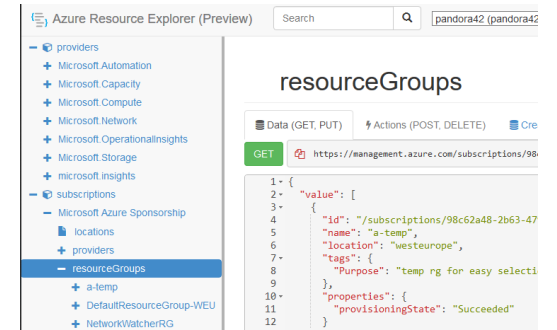 Azure Resource Explorer (Preview)
Search
pandora42 (pandora42
providers
Microsoft.Automation
Microsoft.Capacity
Microsoft.Compute
Microsoft.Network
Microsoft.OperationalInsights
Microsoft.Storage
microsoft.insights
subscriptions
Microsoft Azure Sponsorship
locations
providers
resourceGroups
a-temp
DefaultResourceGroup-WEU
NetworkWatcherRG
resourceGroups
Data (GET, PUT)
Actions (POST, DELETE)
Cre
GET
https://management.azure.com/subscriptions/98
1 {
2 "value": [
3 {
4 "id": "/subscriptions/98c62a48-2b63-47
5 "name": "a-temp",
6 "location": "westeurope",
7 "tags": {
8 "Purpose": "temp rg for easy selecti
9 },
10 "properties": {
11 "provisioningState": "Succeeded"
12 }